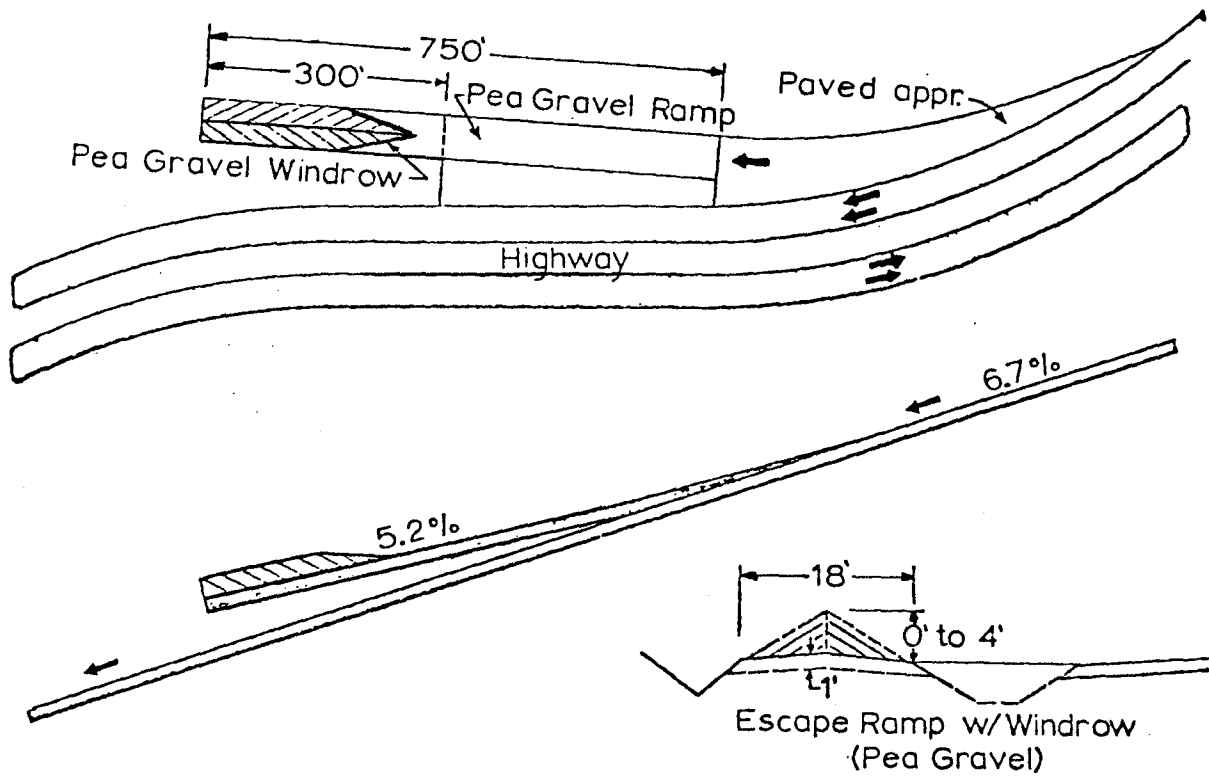 750'
300'
Pea Gravel Ramp
Paved appr.
Pea Gravel Windrow
Highway
6.7%
5.2%
18'
0' to 4'
1'
Escape Ramp w/Windrow
(Pea Gravel)